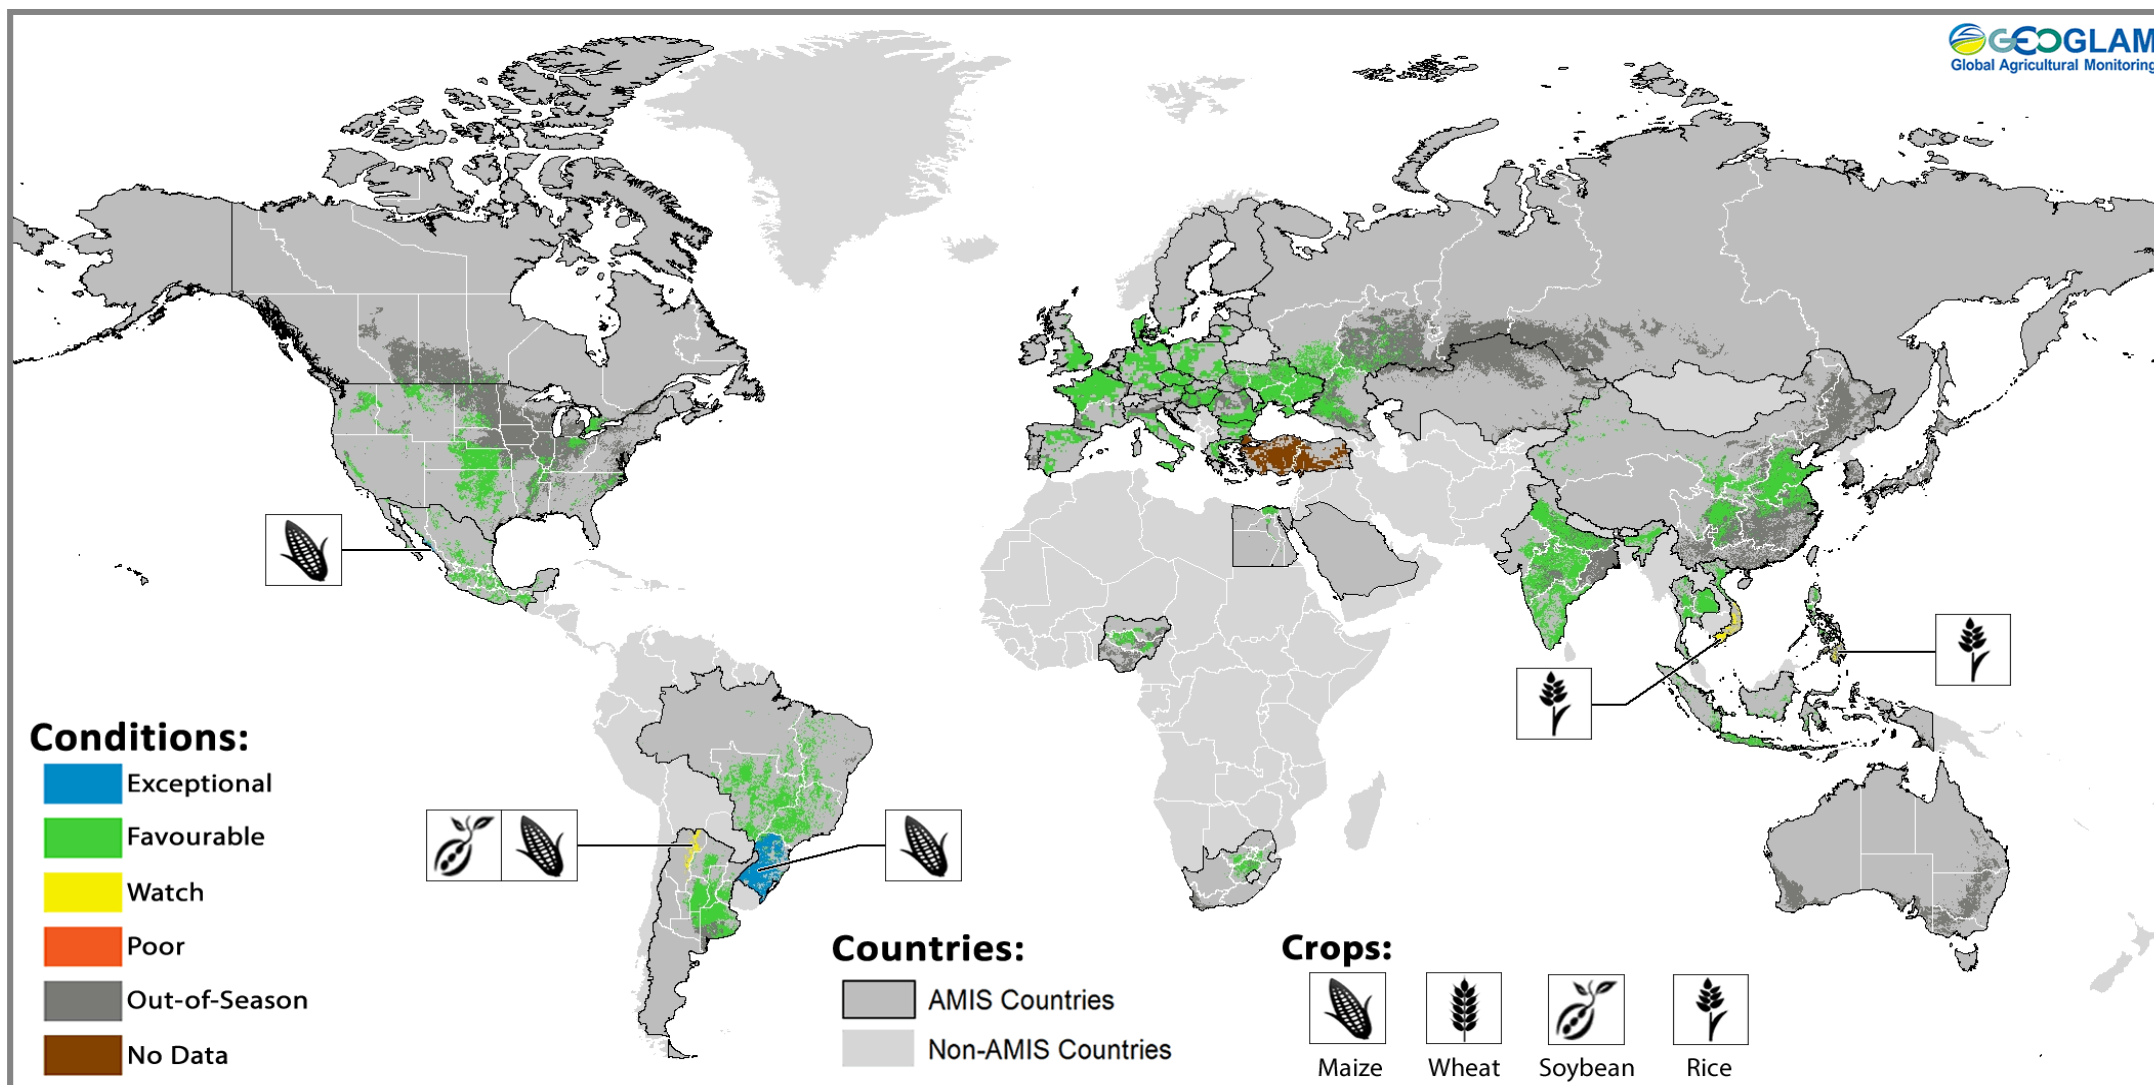 GEOGLAM
Global Agricultural Monitoring
Conditions:
Exceptional
Favourable
Watch
Poor
Out-of-Season
No Data
Countries:
AMIS Countries
Non-AMIS Countries
Crops:
Maize
Wheat
Soybean
Rice